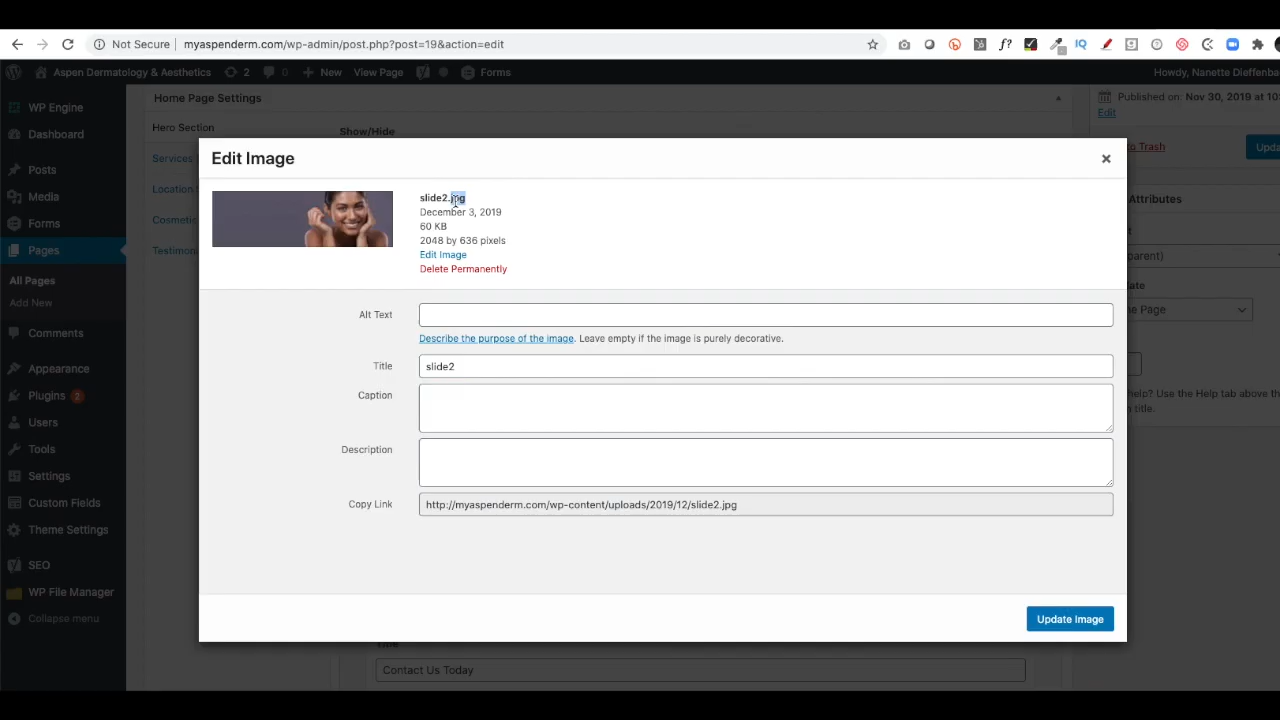 Not Secure myaspenderm.com/wp-admin/post.php?post=19&action=edit
Aspen Dermatology & Aesthetics 2 0 New View Page Forms Howdy, Nanette Dieffenba
WP Engine
Dashboard
Posts
Media
Forms
Pages
All Pages
Add New
Comments
Appearance
Plugins 2
Users
Tools
Settings
Custom Fields
Theme Settings
SEO
WP File Manager
Collapse menu
Home Page Settings
Hero Section
Services
Location
Cosmetic
Testimon
Show/Hide
Edit Image
slide2.jpg
December 3, 2019
60 KB
2048 by 636 pixels
Edit Image
Delete Permanently
Alt Text
Describe the purpose of the image. Leave empty if the image is purely decorative.
Title slide2
Caption
Description
Copy Link http://myaspenderm.com/wp-content/uploads/2019/12/slide2.jpg
Update Image
Title
Contact Us Today
Published on: Nov 30, 2019 at 10:
Edit
to Trash
Upda
Attributes
parent)
ate
ne Page
help? Use the Help tab above th
n title.